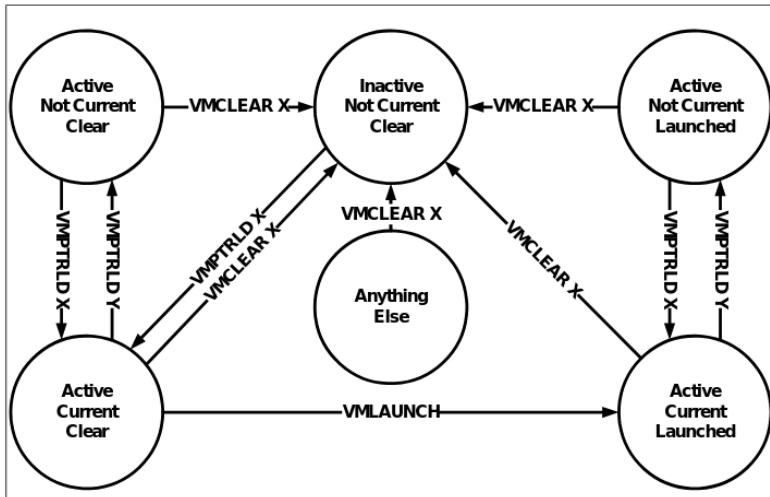 Active
Not Current
Clear
VMCLEAR X
Inactive
Not Current
Clear
VMCLEAR X
Active
Not Current
Launched
VMPTRLD X
VMPTRLD Y
VMPTRLD X
VMCLEAR X
VMCLEAR X
Anything
Else
VMCLEAR X
VMPTRLD X
VMPTRLD Y
Active
Current
Clear
VMLAUNCH
Active
Current
Launched